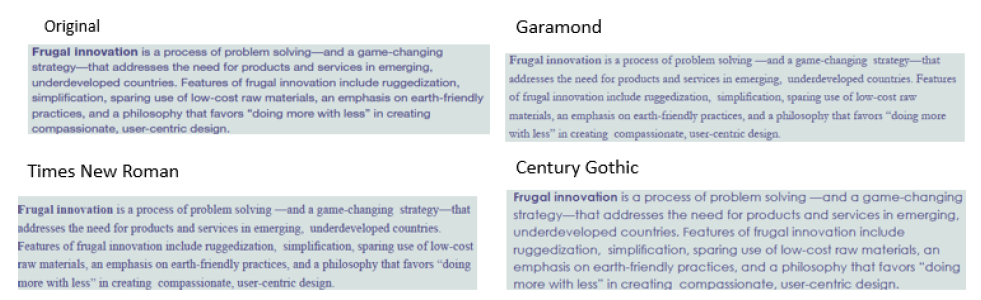 Original
Frugal innovation is a process of problem solving—and a game-changing
strategy—that addresses the need for products and services in emerging,
underdeveloped countries. Features of frugal innovation include ruggedization,
simplification, sparing use of low-cost raw materials, an emphasis on earth-friendly
practices, and a philosophy that favors “doing more with less” in creating
compassionate, user-centric design.
Garamond
Frugal innovation is a process of problem solving —and a game-changing strategy—that
addresses the need for products and services in emerging, underdeveloped countries. Features
of frugal innovation include ruggedization, simplification, sparing use of low-cost raw
materials, an emphasis on earth-friendly practices, and a philosophy that favors “doing more
with less” in creating compassionate, user-centric design.
Times New Roman
Frugal innovation is a process of problem solving —and a game-changing strategy—that
addresses the need for products and services in emerging, underdeveloped countries.
Features of frugal innovation include ruggedization, simplification, sparing use of low-cost
raw materials, an emphasis on earth-friendly practices, and a philosophy that favors “doing
more with less” in creating compassionate, user-centric design.
Century Gothic
Frugal innovation is a process of problem solving —and a game-changing
strategy—that addresses the need for products and services in emerging,
underdeveloped countries. Features of frugal innovation include
ruggedization, simplification, sparing use of low-cost raw materials, an
emphasis on earth-friendly practices, and a philosophy that favors “doing
more with less” in creating compassionate, user-centric design.